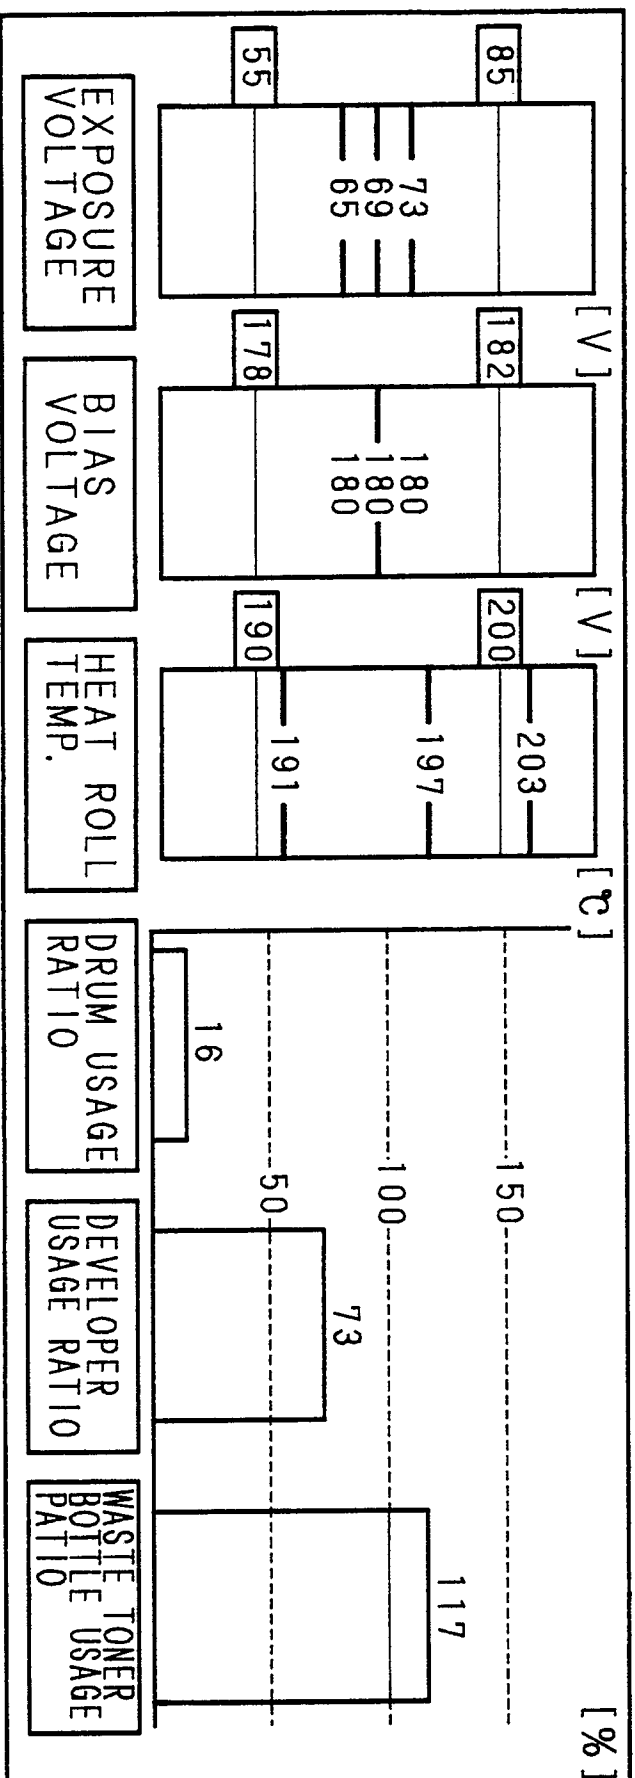 [V]
85
73
69
65
55
EXPOSURE
VOLTAGE
[V]
182
180
180
180
178
BIAS
VOLTAGE
[℃]
200
203
197
191
190
HEAT ROLL
TEMP.
[%]
150
100
50
16
DRUM USAGE
RATIO
73
DEVELOPER
USAGE RATIO
117
WASTE TONER
BOTTLE USAGE
PATIO